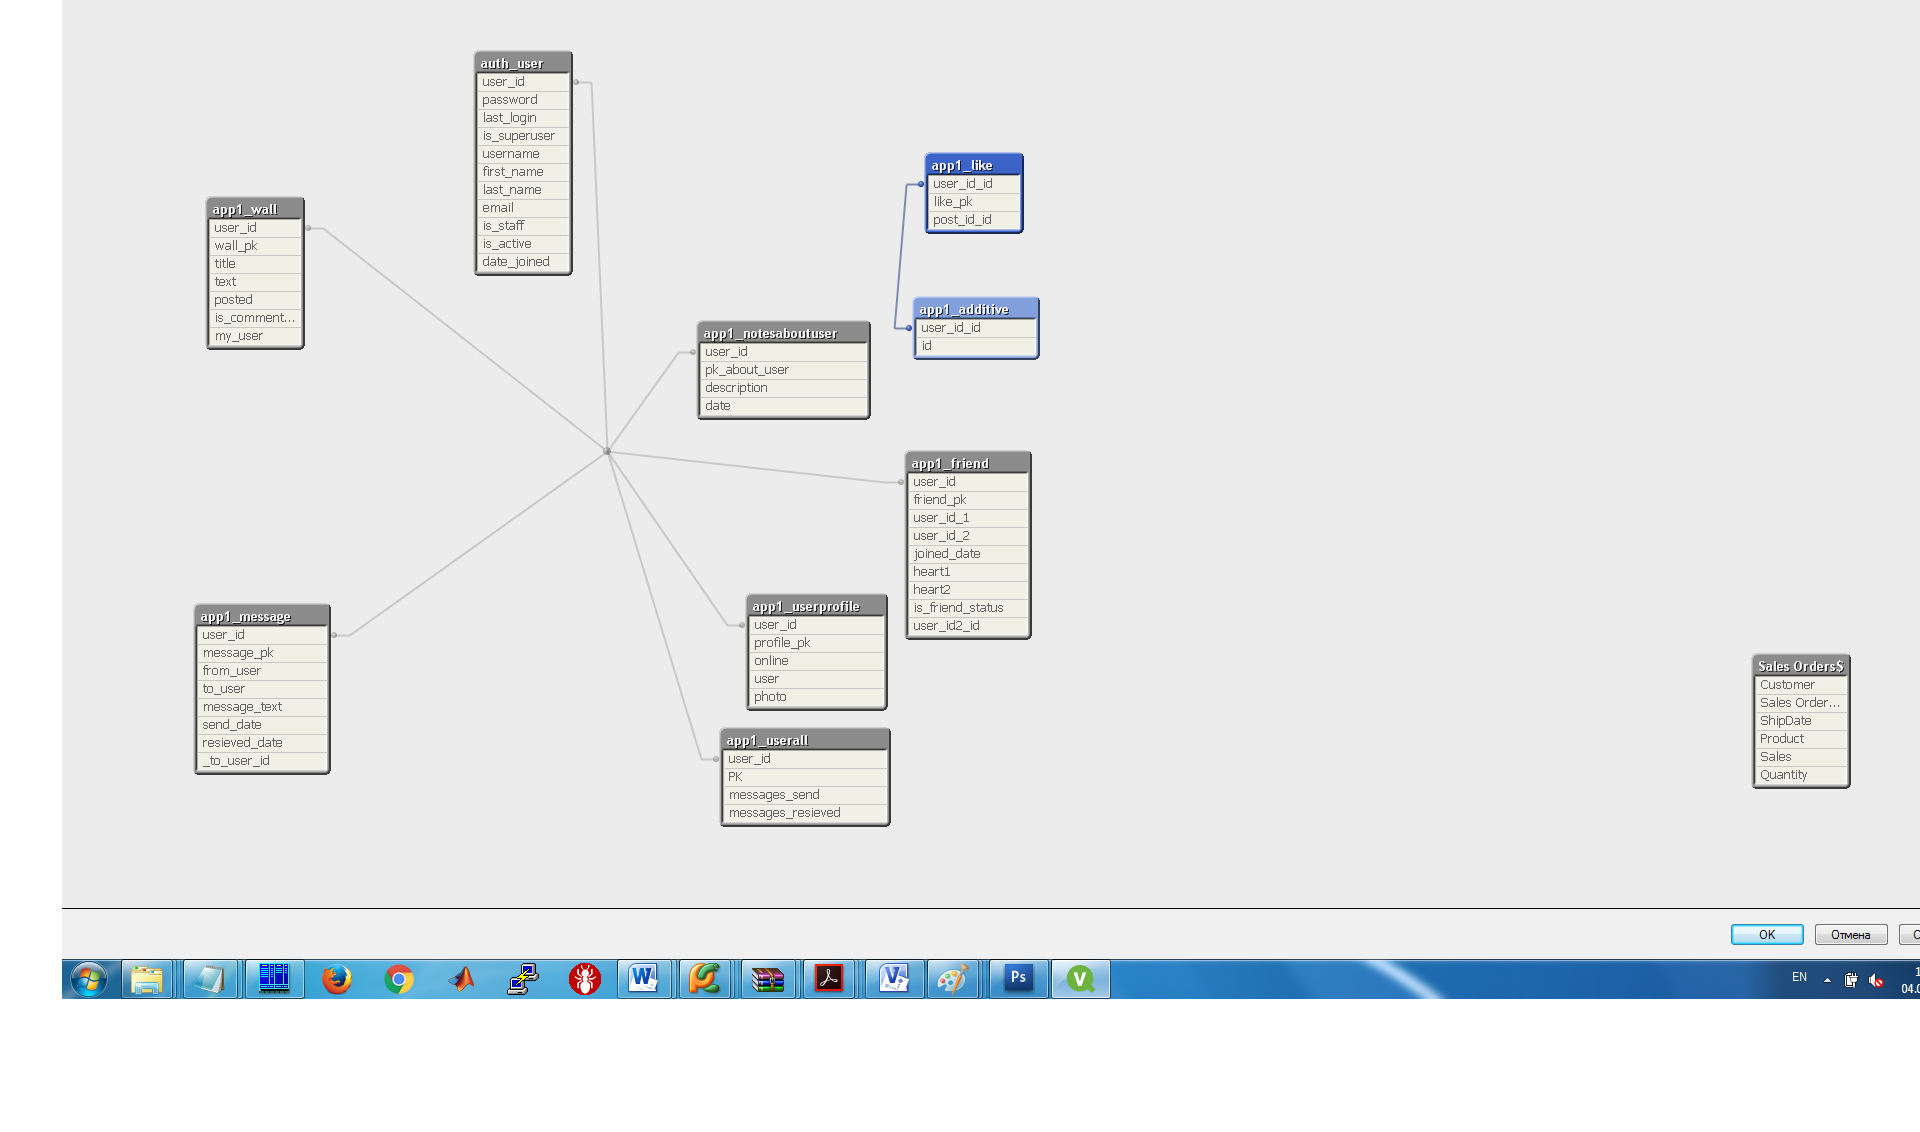 auth_user
user_id
password
last_login
is_superuser
username
first_name
last_name
email
is_staff
is_active
date_joined
app1_like
user_id_id
like_pk
post_id_id
app1_wall
user_id
wall_pk
title
text
posted
is_comment...
my_user
app1_additive
user_id_id
id
app1_notesaboutuser
user_id
pk_about_user
description
date
app1_friend
user_id
friend_pk
user_id_1
user_id_2
joined_date
heart1
heart2
is_friend_status
user_id2_id
app1_userprofile
user_id
profile_pk
online
user
photo
app1_message
user_id
message_pk
from_user
to_user
message_text
send_date
resieved_date
_to_user_id
Sales Orders$
Customer
Sales Order...
ShipDate
Product
Sales
Quantity
app1_userall
user_id
PK
messages_send
messages_resieved
OK
Отмена
Ps
EN
04.0